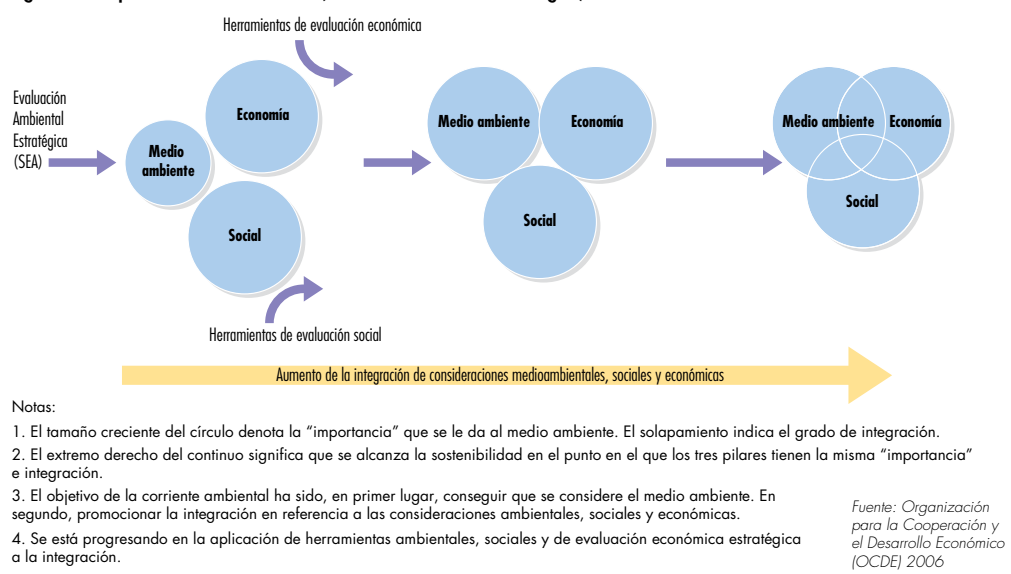 Herramientas de evaluación económica
Evaluación
Ambiental
Estratégica
(SEA)
Economía
Medio
ambiente
Social
Herramientas de evaluación social
Medio ambiente
Economía
Social
Medio ambiente
Economía
Social
Aumento de la integración de consideraciones medioambientales, sociales y económicas
Notas:
1. El tamaño creciente del círculo denota la “importancia” que se le da al medio ambiente. El solapamiento indica el grado de integración.
2. El extremo derecho del continuo significa que se alcanza la sostenibilidad en el punto en el que los tres pilares tienen la misma “importancia”
e integración.
3. El objetivo de la corriente ambiental ha sido, en primer lugar, conseguir que se considere el medio ambiente. En
segundo, promocionar la integración en referencia a las consideraciones ambientales, sociales y económicas.
4. Se está progresando en la aplicación de herramientas ambientales, sociales y de evaluación económica estratégica
a la integración.
Fuente: Organización
para la Cooperación y
el Desarrollo Económico
(OCDE) 2006